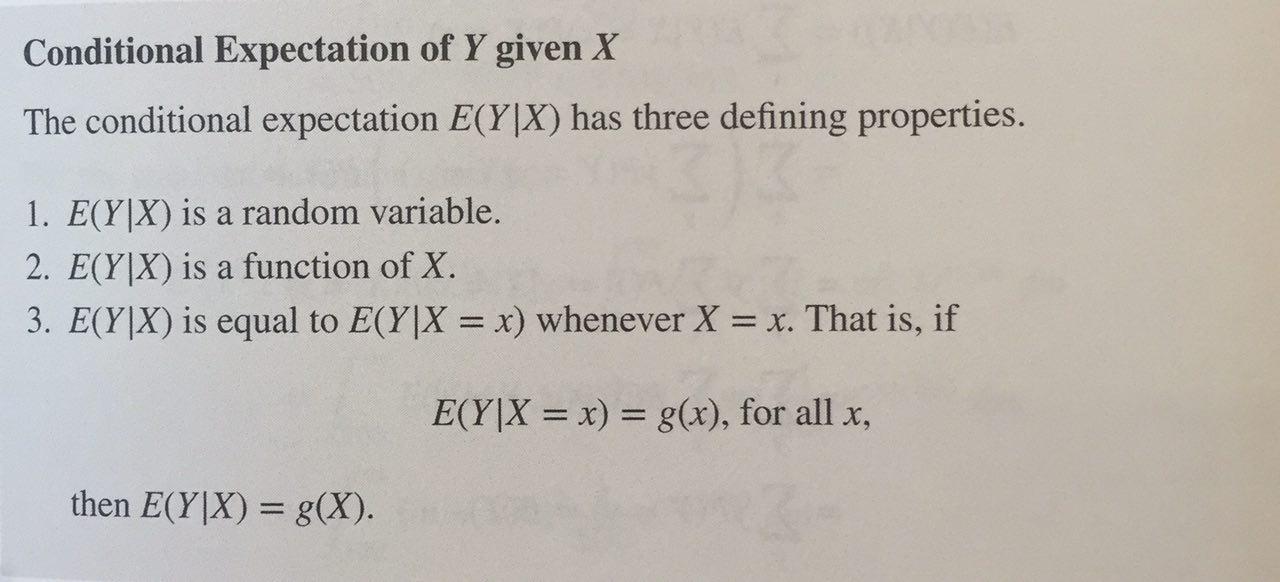 Conditional Expectation of Y given X
The conditional expectation E(Y|X) has three defining properties.
1. E(Y|X) is a random variable.
2. E(Y|X) is a function of X.
3. E(Y|X) is equal to E(Y|X = x) whenever X = x. That is, if
E(Y|X = x) = g(x), for all x,
then E(Y|X) = g(X).